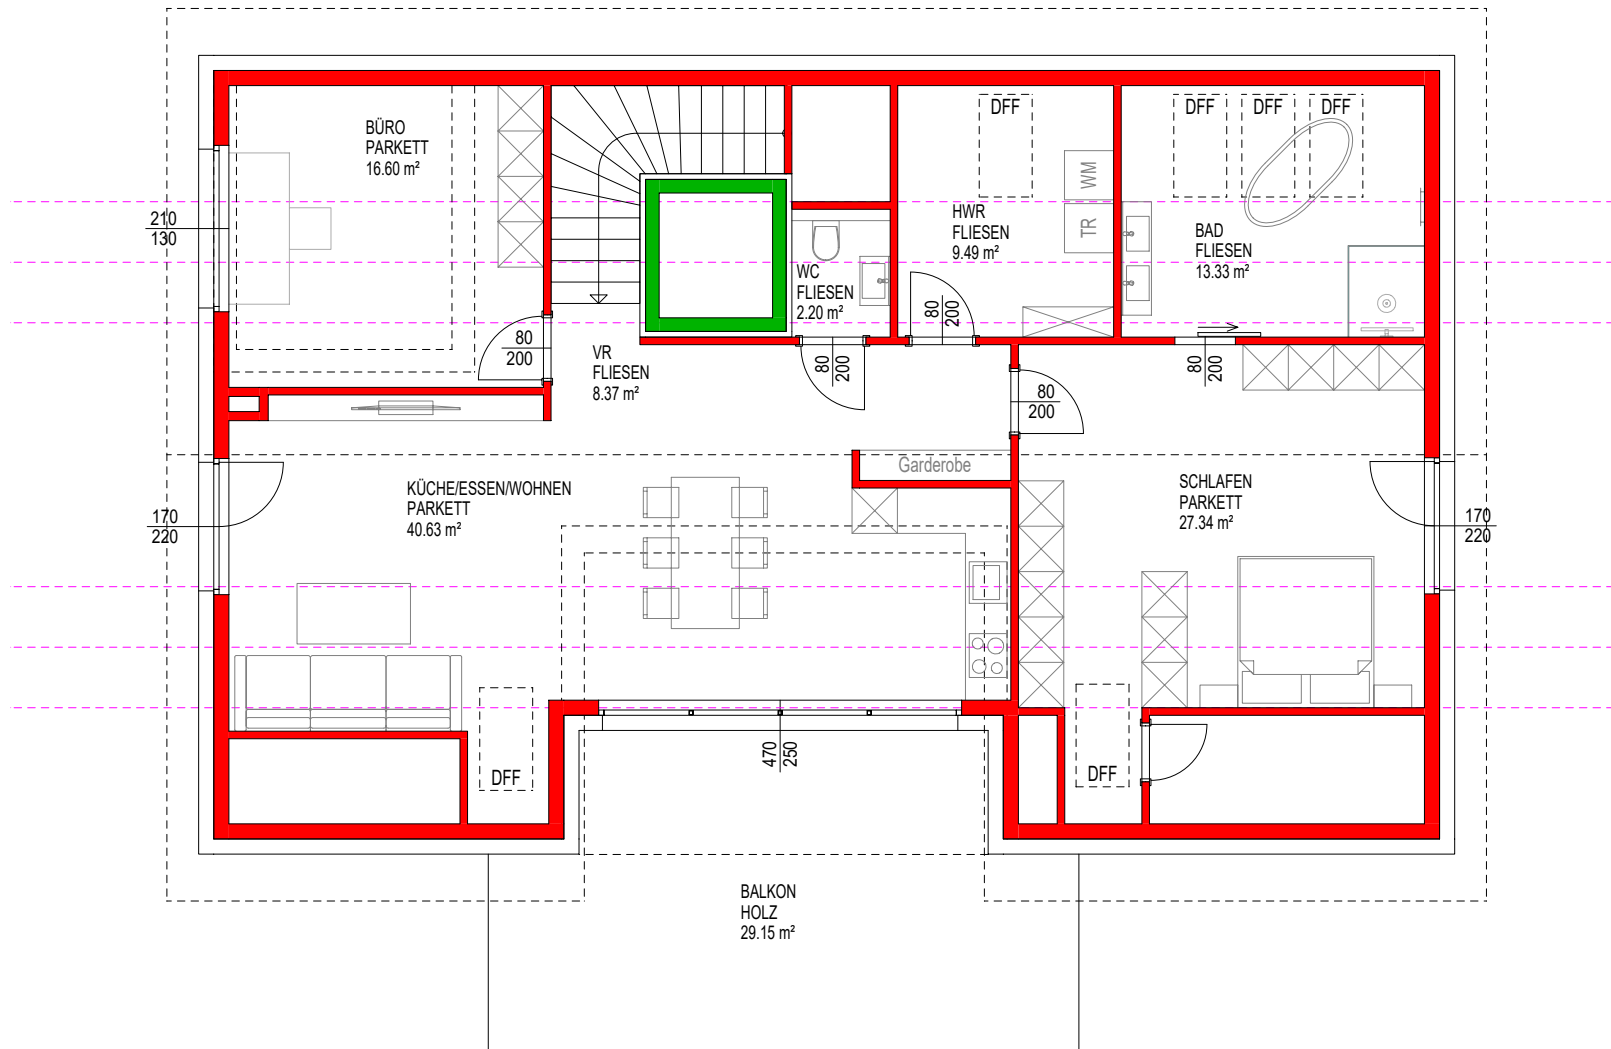 DFF
DFF
DFF
DFF
BÜRO
PARKETT
16.60 m²
WM
TR
HWR
FLIESEN
9.49 m²
210
130
BAD
FLIESEN
13.33 m²
WC
FLIESEN
2.20 m²
80
200
80
200
VR
FLIESEN
8.37 m²
80
200
80
200
80
200
Garderobe
KÜCHE/ESSEN/WOHNEN
PARKETT
40.63 m²
SCHLAFEN
PARKETT
27.34 m²
170
220
170
220
470
250
DFF
DFF
BALKON
HOLZ
29.15 m²